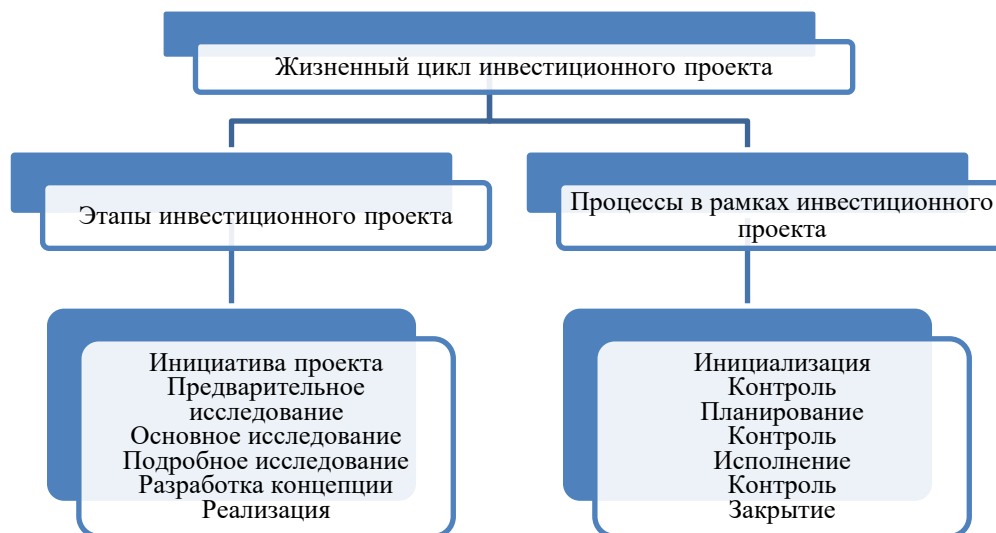 Жизненный цикл инвестиционного проекта
Этапы инвестиционного проекта
Процессы в рамках инвестиционного
проекта
Инициатива проекта
Предварительное
исследование
Основное исследование
Подробное исследование
Разработка концепции
Реализация
Инициализация
Контроль
Планирование
Контроль
Исполнение
Контроль
Закрытие